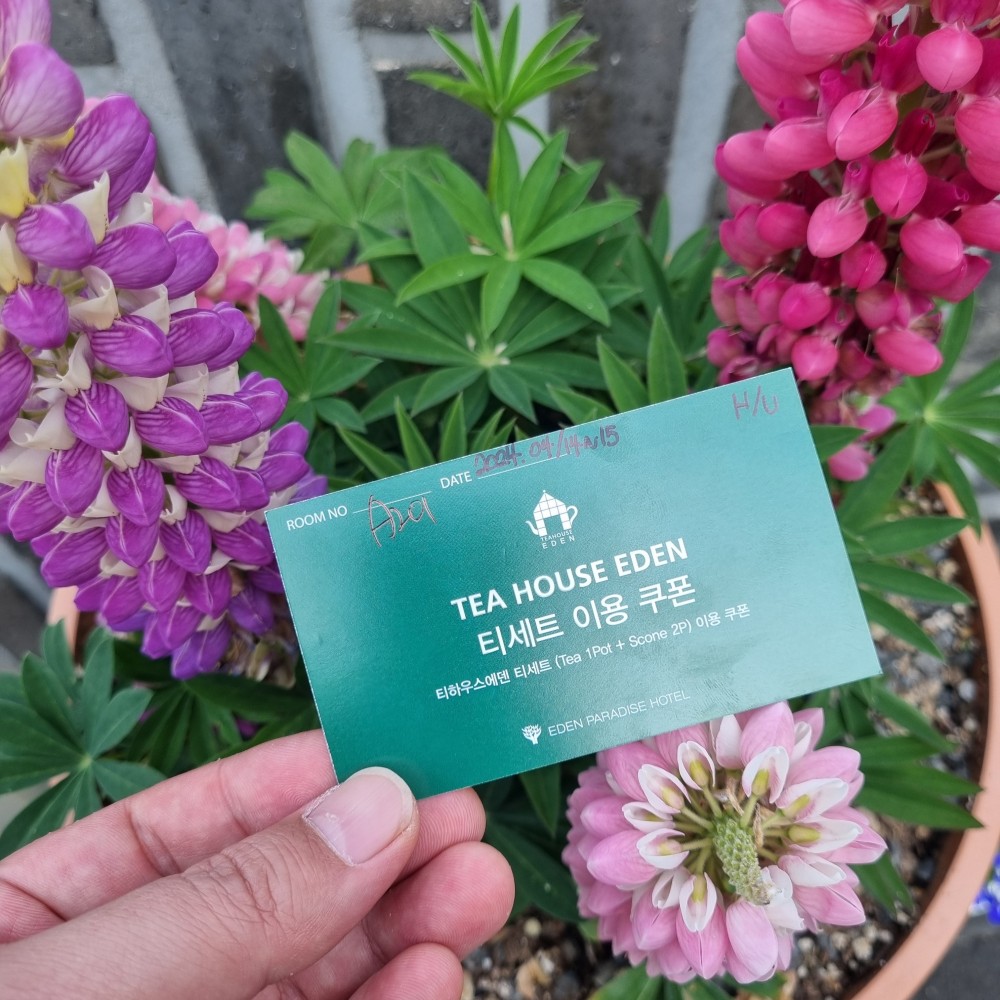 H/U
ROOM NO A201 DATE 2024. 04/14~15
TEAHOUSE
EDEN
TEA HOUSE EDEN
티세트 이용 쿠폰
티하우스에덴 티세트 (Tea 1Pot + Scone 2P) 이용 쿠폰
EDEN PARADISE HOTEL